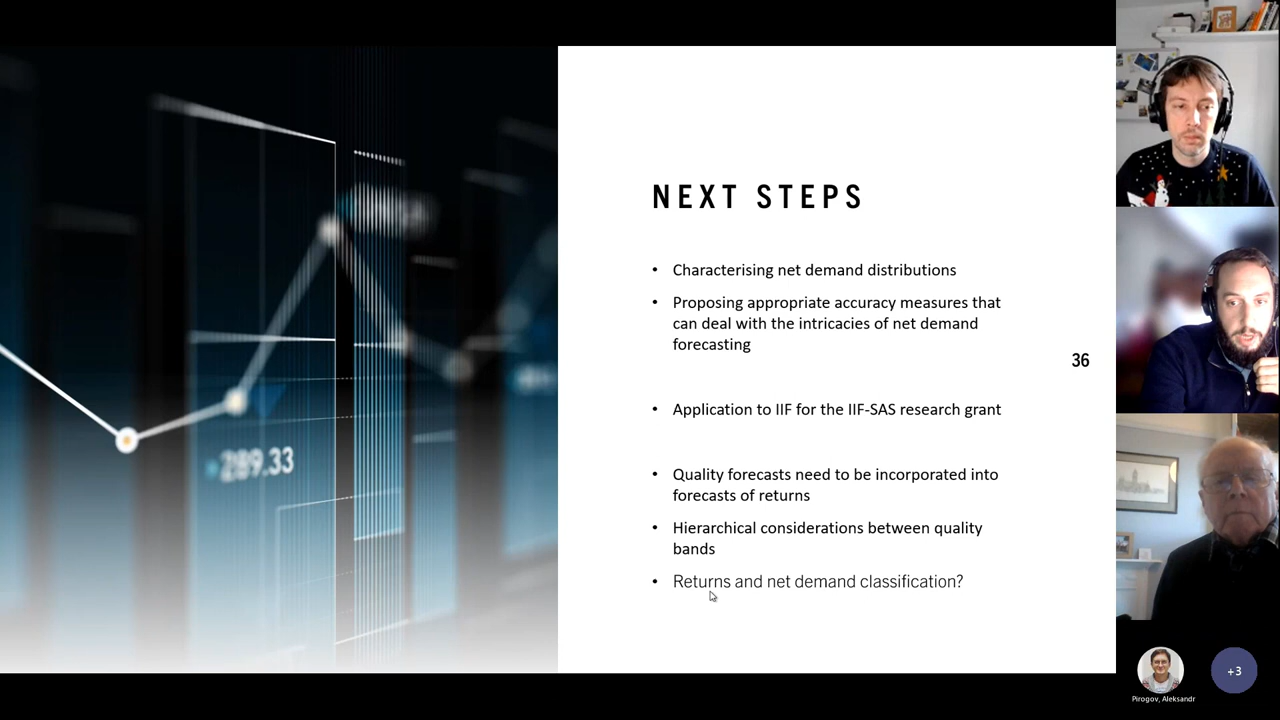 NEXT STEPS
• Characterising net demand distributions
• Proposing appropriate accuracy measures that
can deal with the intricacies of net demand
forecasting
36
• Application to IIF for the IIF-SAS research grant
• Quality forecasts need to be incorporated into
forecasts of returns
• Hierarchical considerations between quality
bands
• Returns and net demand classification?
289.33
+3
Pirogov, Aleksandr